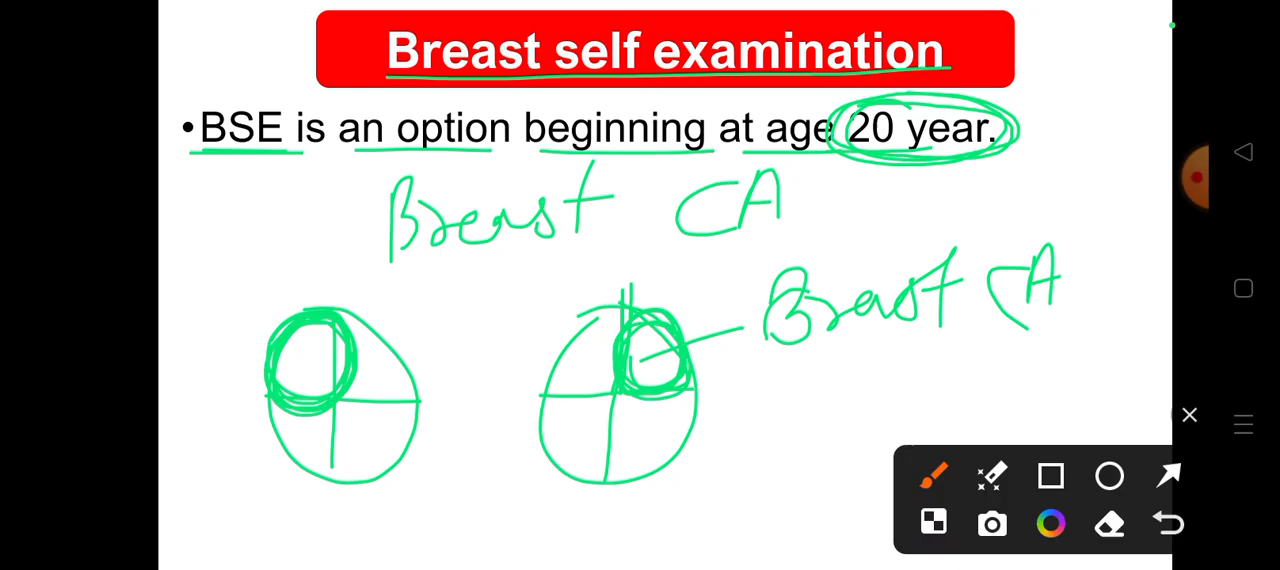 Breast self examination
•BSE is an option beginning at age 20 year.
Breast CA
Breast CA